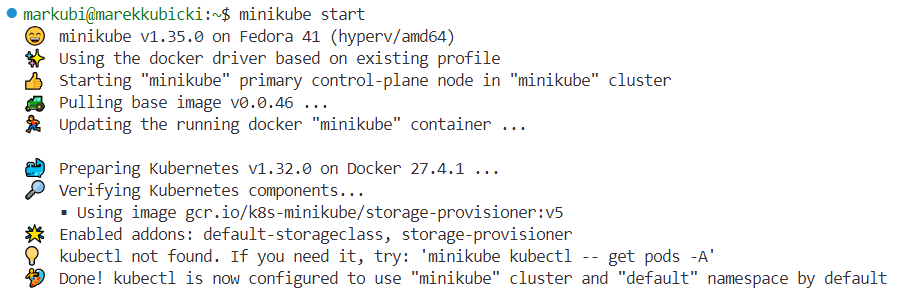 markubi@marekkubicki:~$ minikube start
😄 minikube v1.35.0 on Fedora 41 (hyperv/amd64)
✨ Using the docker driver based on existing profile
👍 Starting "minikube" primary control-plane node in "minikube" cluster
🚜 Pulling base image v0.0.46 ...
🏃 Updating the running docker "minikube" container ...
🐳 Preparing Kubernetes v1.32.0 on Docker 27.4.1 ...
🔎 Verifying Kubernetes components...
▪ Using image gcr.io/k8s-minikube/storage-provisioner:v5
🌟 Enabled addons: default-storageclass, storage-provisioner
💡 kubectl not found. If you need it, try: 'minikube kubectl -- get pods -A'
🏄 Done! kubectl is now configured to use "minikube" cluster and "default" namespace by default